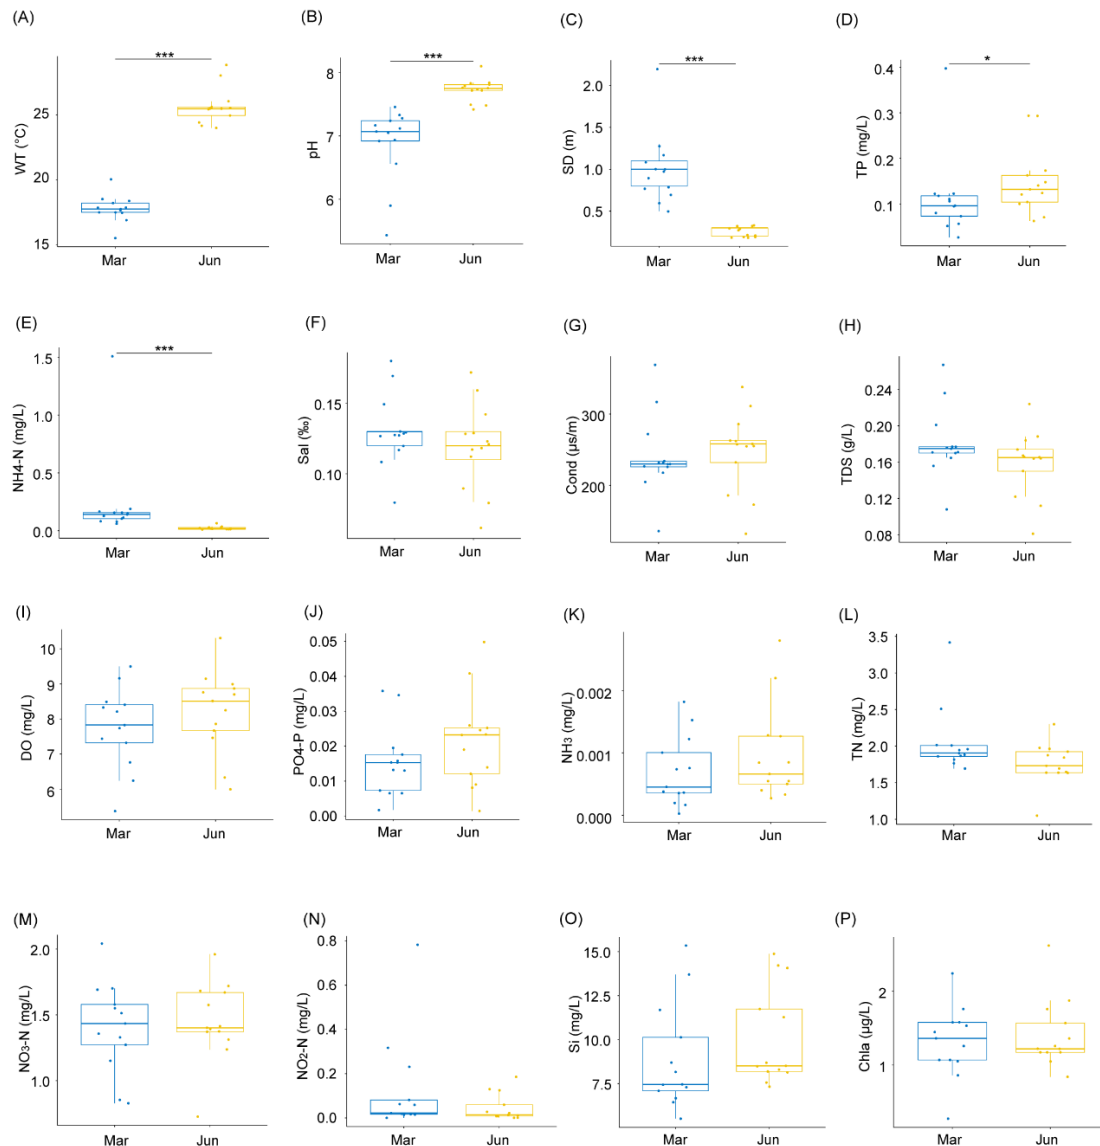 (A)
***
WT (°C)
25
20
15
Mar Jun
(B)
***
pH
8
7
6
Mar Jun
(C)
***
SD (m)
2.0
1.5
1.0
0.5
Mar Jun
(D)
*
TP (mg/L)
0.4
0.3
0.2
0.1
Mar Jun
(E)
***
NH4-N (mg/L)
1.5
1.0
0.5
0.0
Mar Jun
(F)
Sal (‰)
0.15
0.10
Mar Jun
(G)
Cond (µs/m)
300
200
Mar Jun
(H)
TDS (g/L)
0.24
0.20
0.16
0.12
0.08
Mar Jun
(I)
DO (mg/L)
10
9
8
7
6
Mar Jun
(J)
PO4-P (mg/L)
0.05
0.04
0.03
0.02
0.01
0.00
Mar Jun
(K)
NH3 (mg/L)
0.002
0.001
0.000
Mar Jun
(L)
TN (mg/L)
3.5
3.0
2.5
2.0
1.5
1.0
Mar Jun
(M)
NO3-N (mg/L)
2.0
1.5
1.0
Mar Jun
(N)
NO2-N (mg/L)
0.8
0.6
0.4
0.2
0.0
Mar Jun
(O)
Si (mg/L)
15.0
12.5
10.0
7.5
Mar Jun
(P)
Chla (µg/L)
2
1
Mar Jun